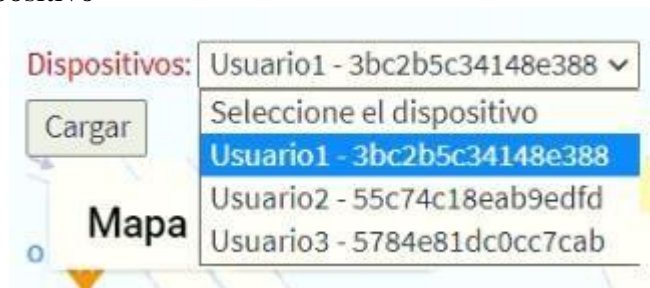 Dispositivos: Usuario1 - 3bc2b5c34148e388
Cargar
Seleccione el dispositivo
Usuario1 - 3bc2b5c34148e388
Usuario2 - 55c74c18eab9edfd
Usuario3 - 5784e81dc0cc7cab
Mapa
o